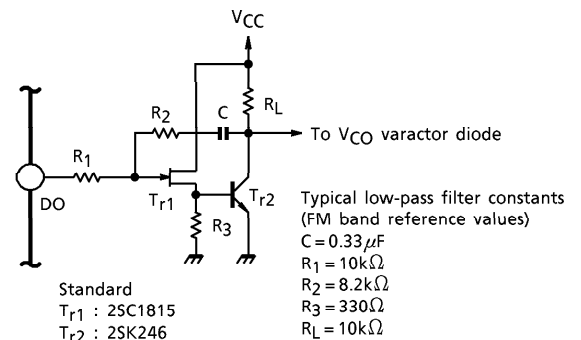 VCC
R2
C
RL
To VCO varactor diode
R1
DO
Tr1
Tr2
R3
Typical low-pass filter constants
(FM band reference values)
C=0.33μF
R1=10kΩ
R2=8.2kΩ
R3=330Ω
RL=10kΩ
Standard
Tr1 : 2SC1815
Tr2 : 2SK246